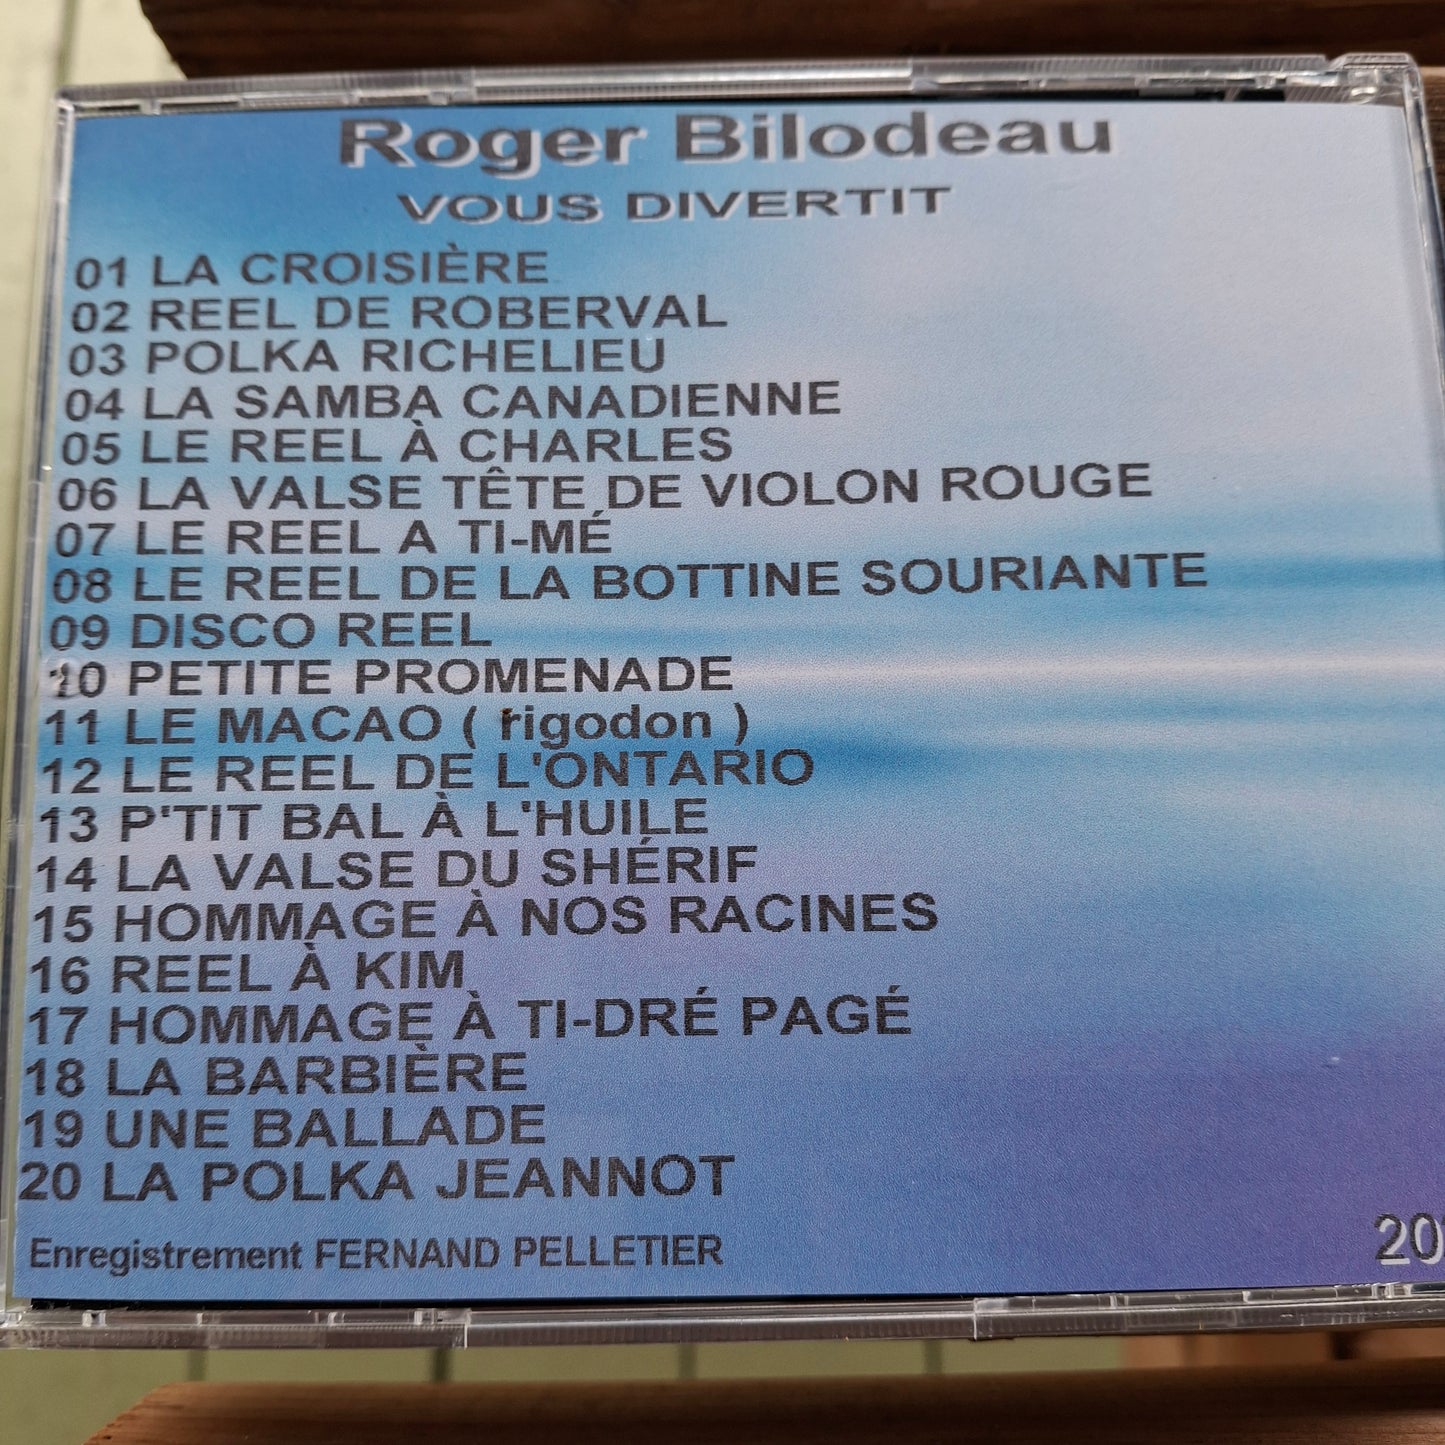 Roger Bilodeau
VOUS DIVERTIT
01 LA CROISIÈRE
02 REEL DE ROBERVAL
03 POLKA RICHELIEU
04 LA SAMBA CANADIENNE
05 LE REEL À CHARLES
06 LA VALSE TÊTE DE VIOLON ROUGE
07 LE REEL A TI-MÉ
08 LE REEL DE LA BOTTINE SOURIANTE
09 DISCO REEL
10 PETITE PROMENADE
11 LE MACAO ( rigodon )
12 LE REEL DE L'ONTARIO
13 P'TIT BAL À L'HUILE
14 LA VALSE DU SHÉRIF
15 HOMMAGE À NOS RACINES
16 REEL À KIM
17 HOMMAGE À TI-DRÉ PAGÉ
18 LA BARBIÈRE
19 UNE BALLADE
20 LA POLKA JEANNOT
Enregistrement FERNAND PELLETIER